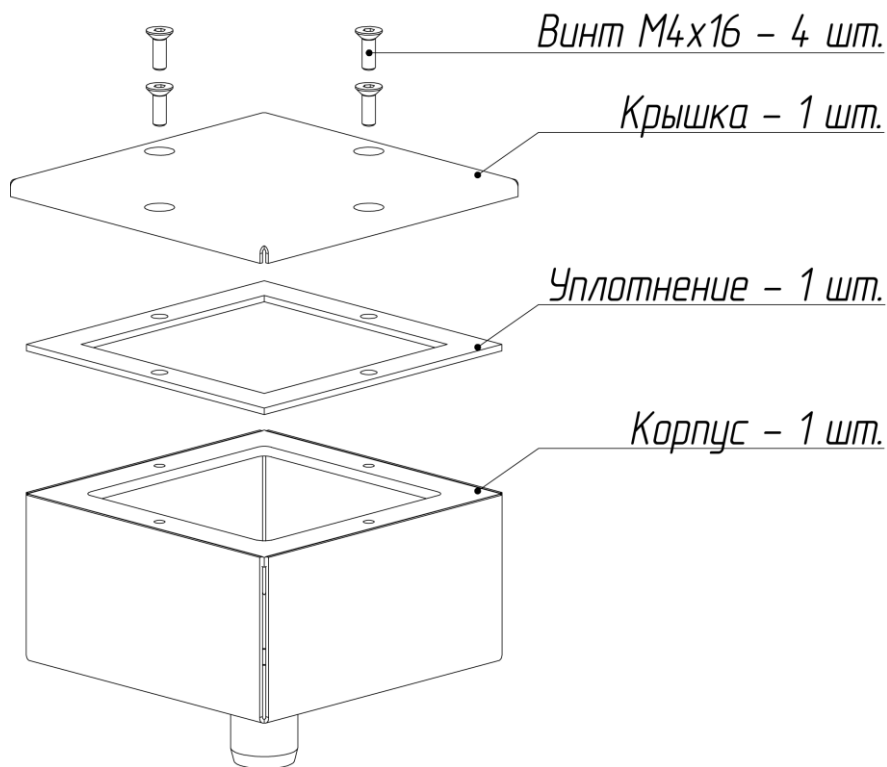 Винт М4х16 – 4 шт.
Крышка – 1 шт.
Уплотнение – 1 шт.
Корпус – 1 шт.